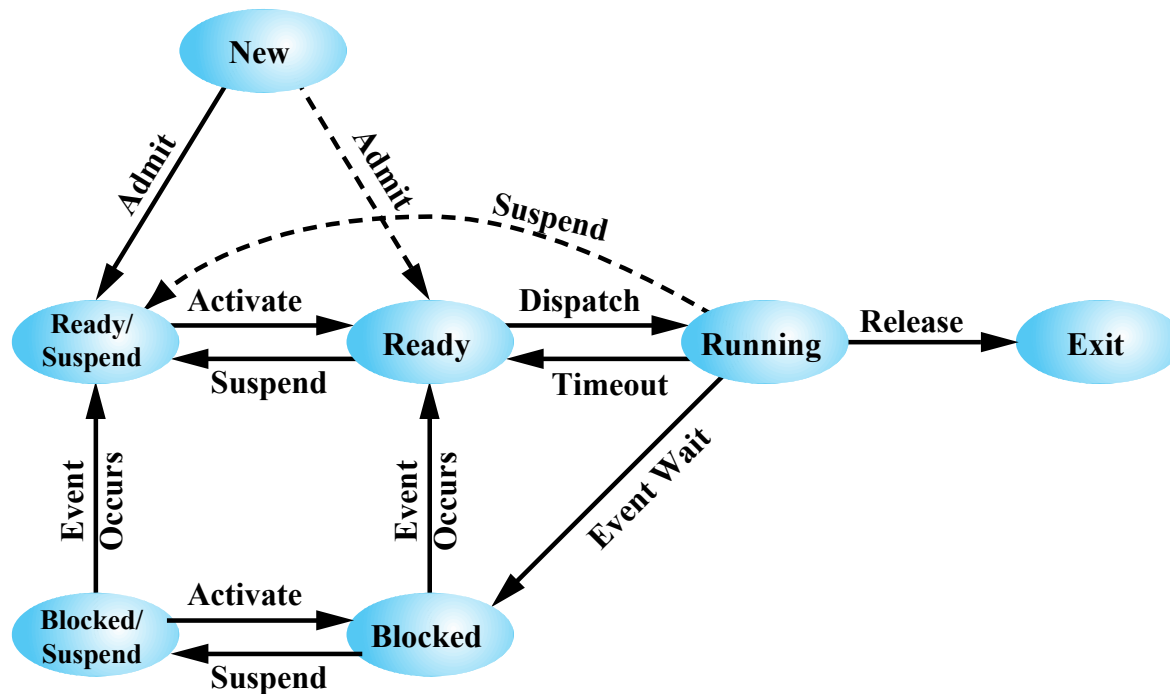 New
Admit
Admit
Suspend
Ready/
Suspend
Activate
Suspend
Ready
Dispatch
Timeout
Running
Release
Exit
Event
Occurs
Event
Occurs
Event Wait
Blocked/
Suspend
Activate
Suspend
Blocked